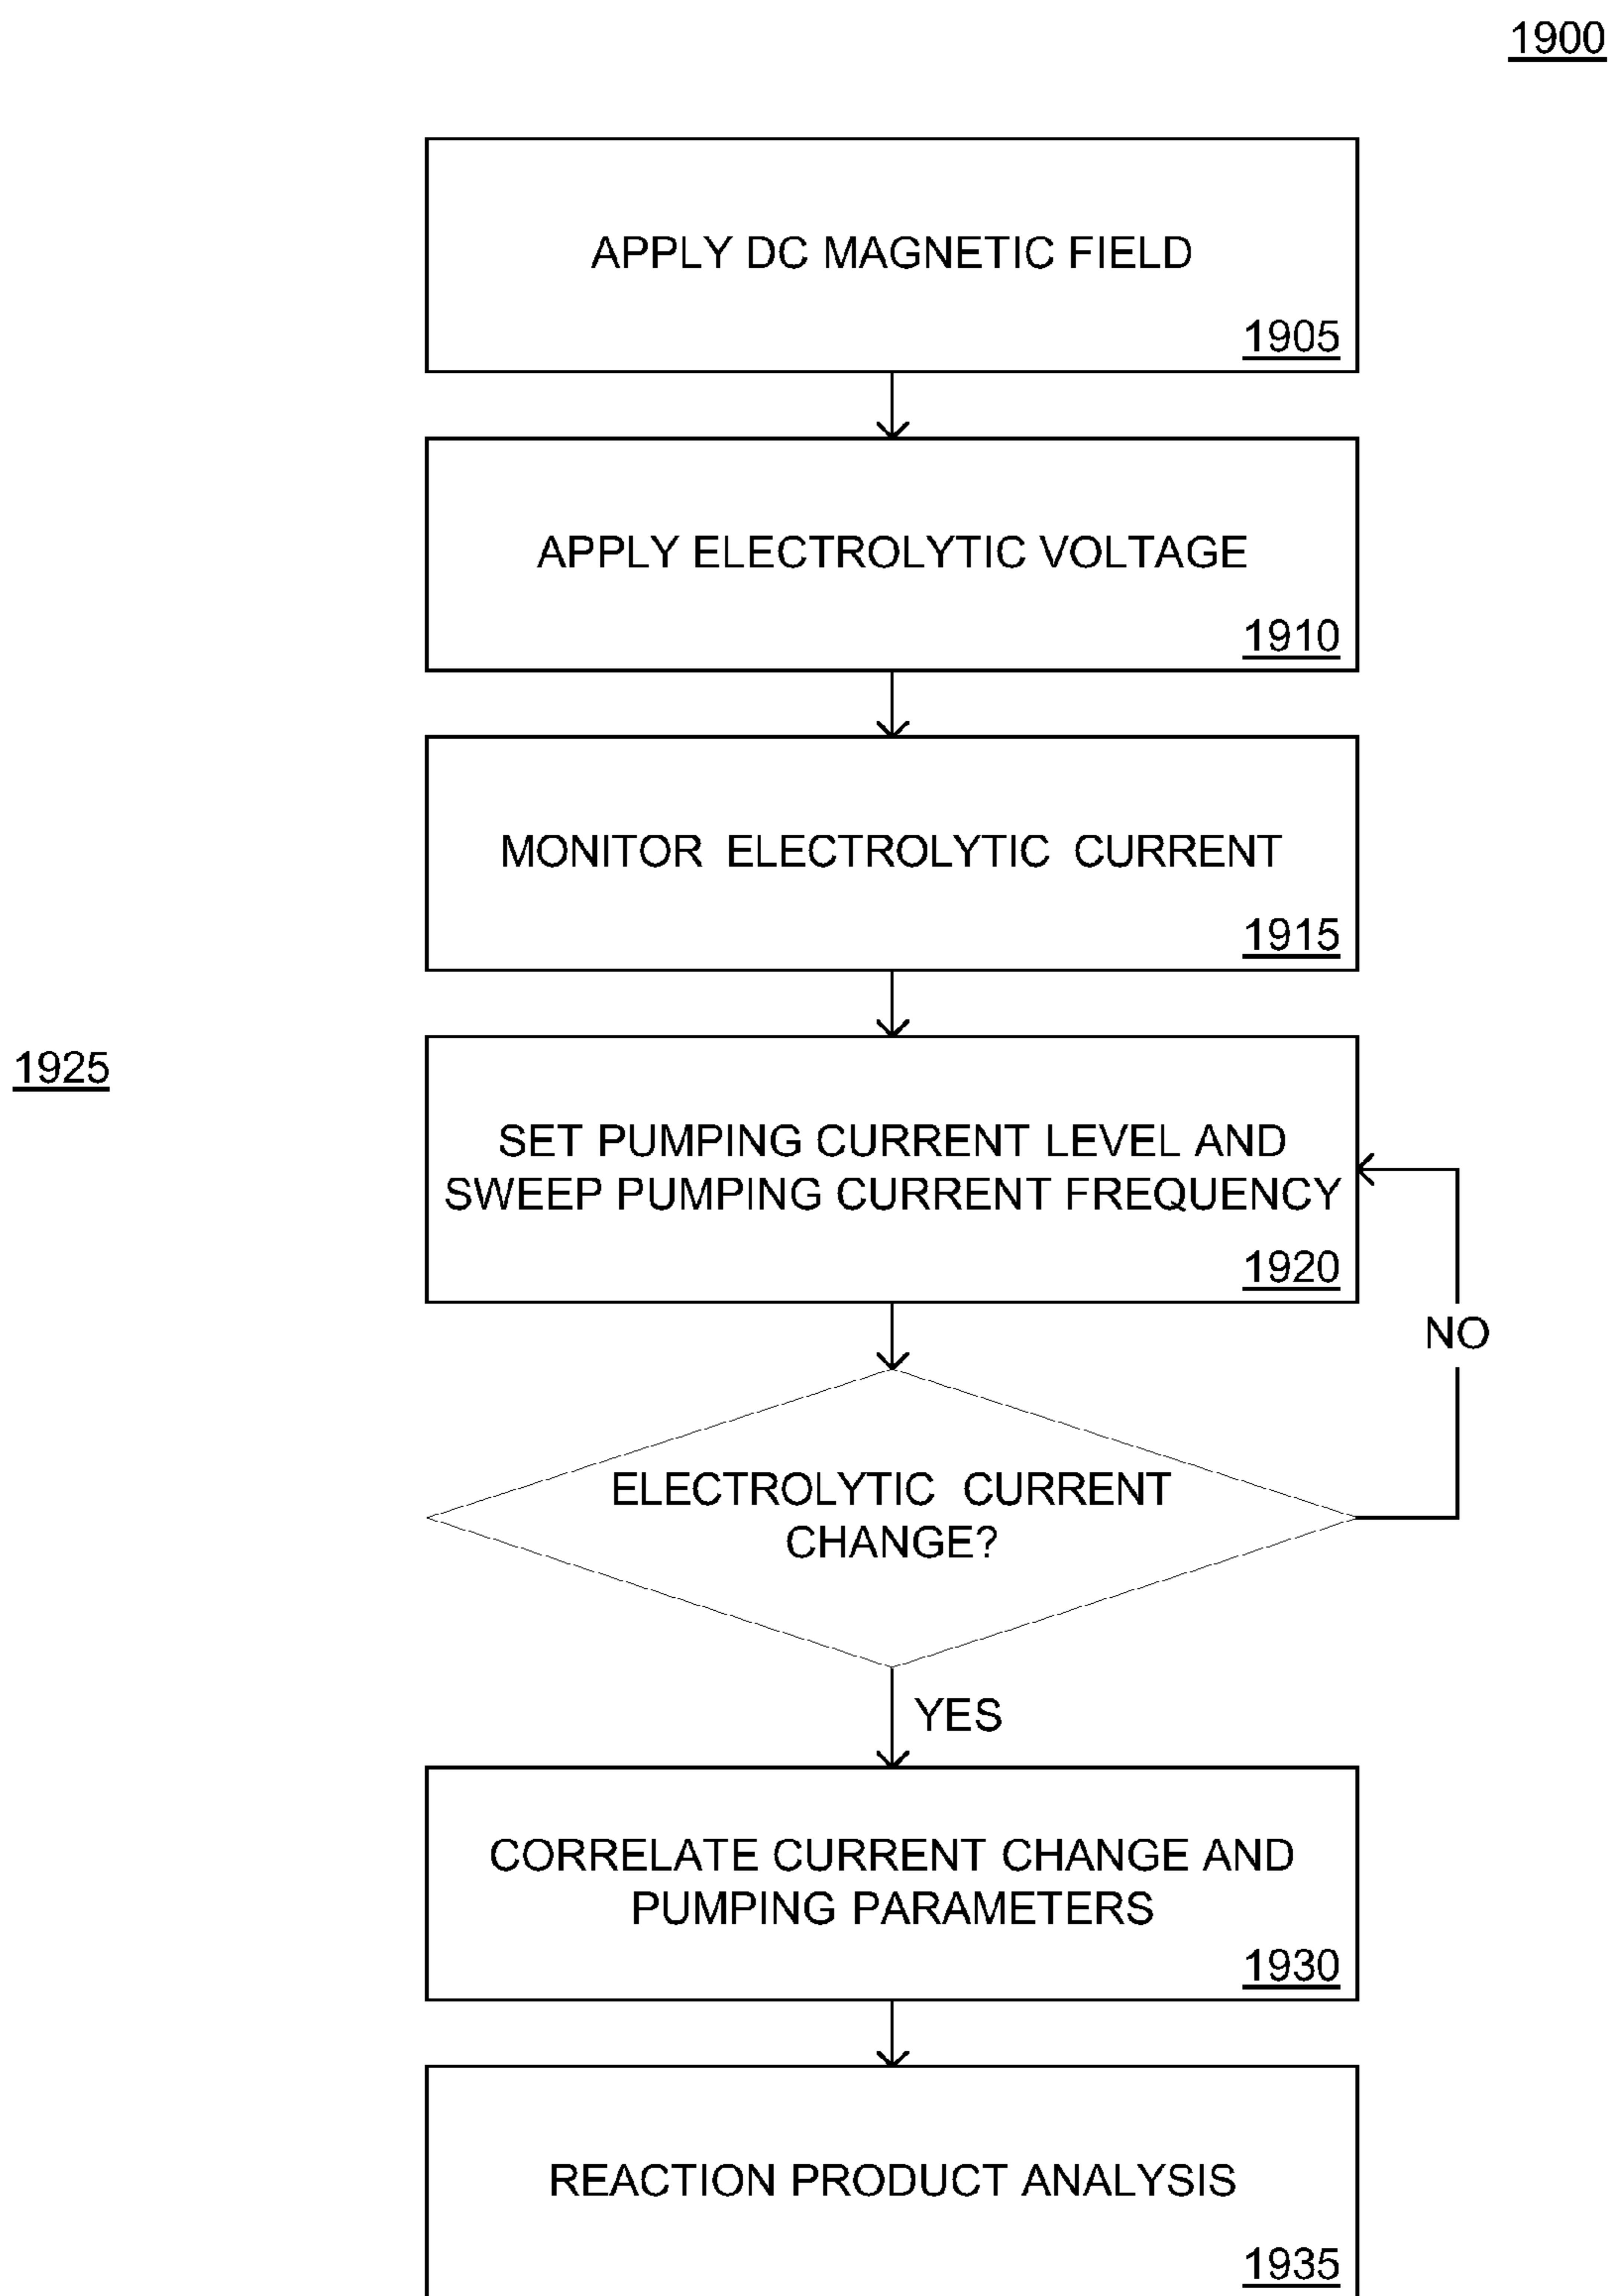 1900
APPLY DC MAGNETIC FIELD
1905
APPLY ELECTROLYTIC VOLTAGE
1910
MONITOR ELECTROLYTIC CURRENT
1915
1925
SET PUMPING CURRENT LEVEL AND
SWEEP PUMPING CURRENT FREQUENCY
1920
NO
ELECTROLYTIC CURRENT
CHANGE?
YES
CORRELATE CURRENT CHANGE AND
PUMPING PARAMETERS
1930
REACTION PRODUCT ANALYSIS
1935